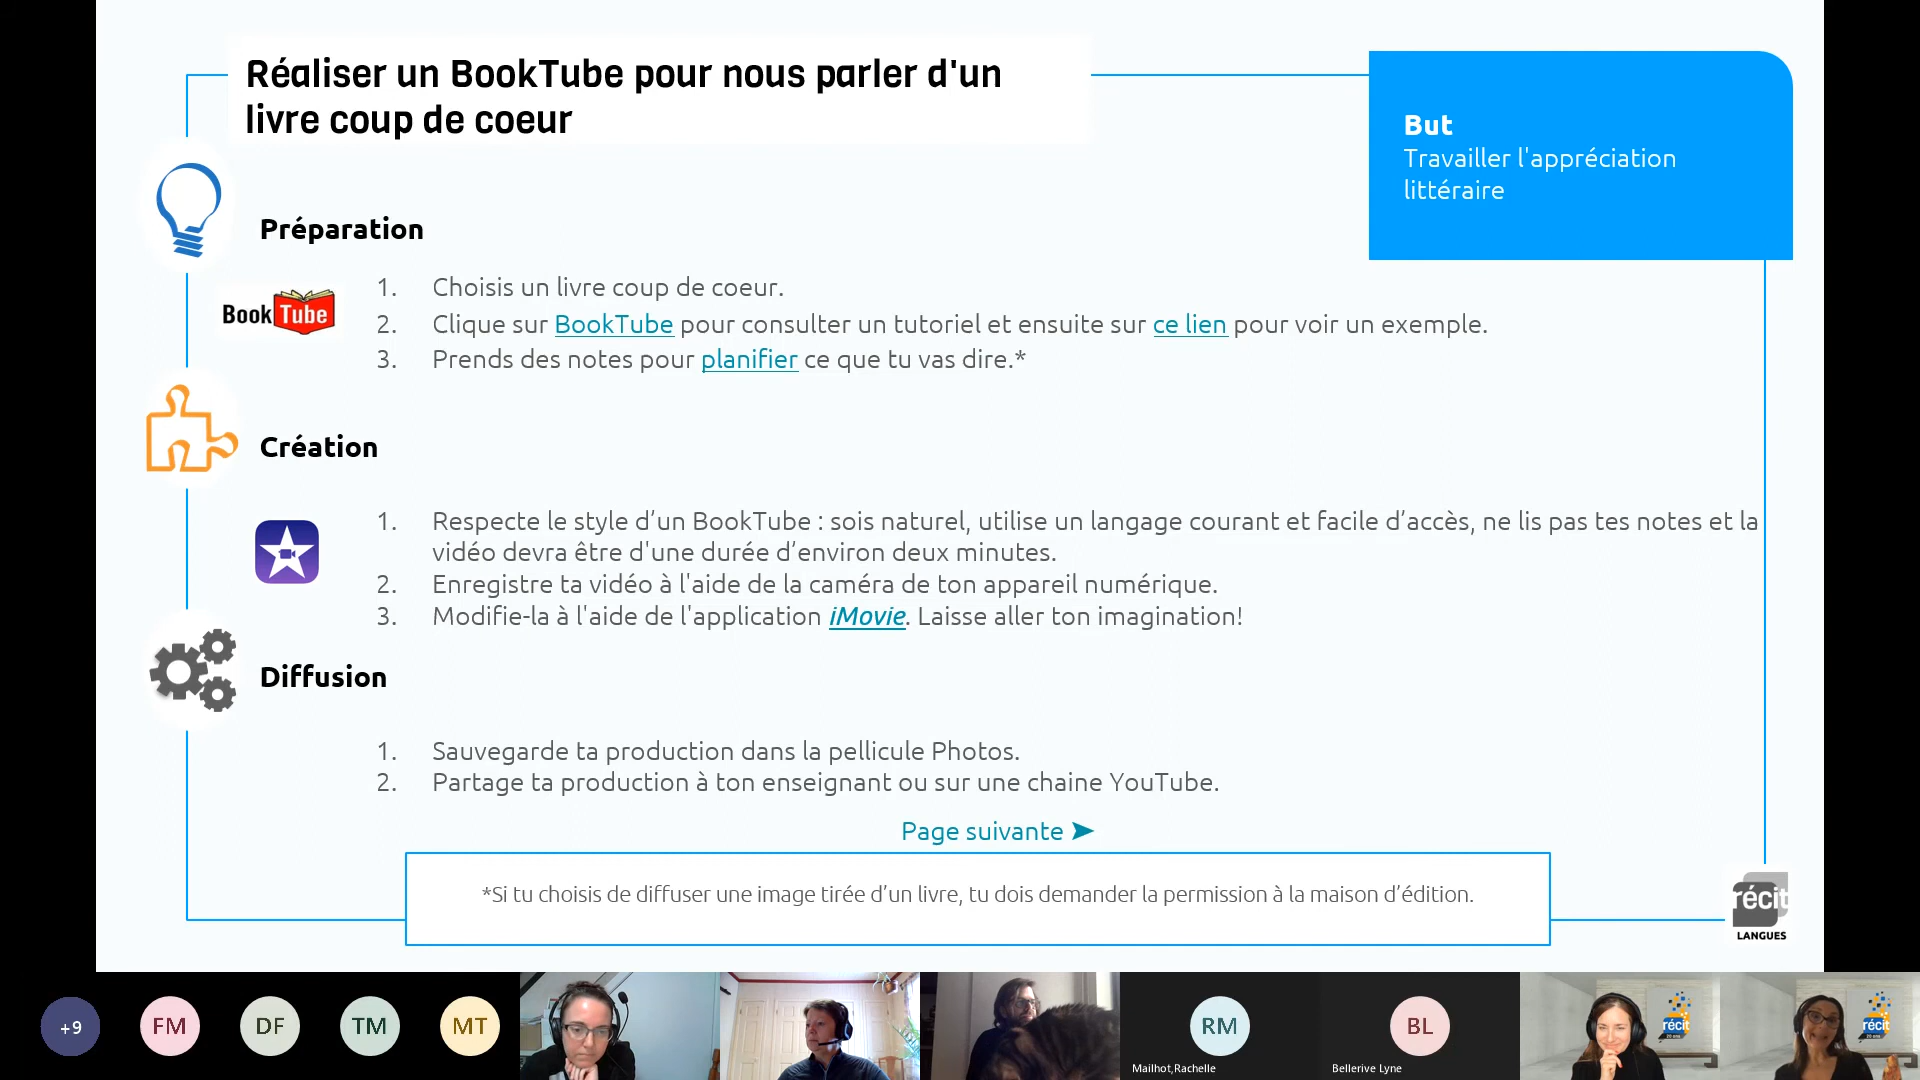 Réaliser un BookTube pour nous parler d'un
livre coup de coeur
But
Travailler l'appréciation
littéraire
Préparation
BookTube
1. Choisis un livre coup de coeur.
2. Clique sur BookTube pour consulter un tutoriel et ensuite sur ce lien pour voir un exemple.
3. Prends des notes pour planifier ce que tu vas dire.*
Création
1. Respecte le style d’un BookTube : sois naturel, utilise un langage courant et facile d’accès, ne lis pas tes notes et la
vidéo devra être d'une durée d’environ deux minutes.
2. Enregistre ta vidéo à l'aide de la caméra de ton appareil numérique.
3. Modifie-la à l'aide de l'application iMovie. Laisse aller ton imagination!
Diffusion
1. Sauvegarde ta production dans la pellicule Photos.
2. Partage ta production à ton enseignant ou sur une chaine YouTube.
Page suivante ➤
*Si tu choisis de diffuser une image tirée d’un livre, tu dois demander la permission à la maison d’édition.
récit
LANGUES
+9
FM
DF
TM
MT
RM
Mailhot,Rachelle
BL
Bellerive Lyne
récit
récit